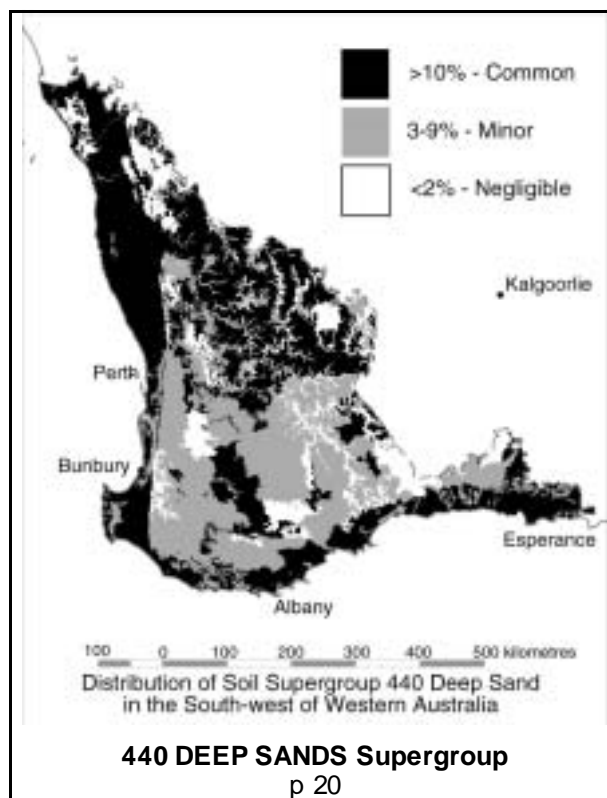 >10% - Common
3-9% - Minor
<2% - Negligible
Kalgoorlie
Perth
Bunbury
Esperance
Albany
100 0 100 200 300 400 500 kilometres
Distribution of Soil Supergroup 440 Deep Sand
in the South-west of Western Australia
440 DEEP SANDS Supergroup
p 20